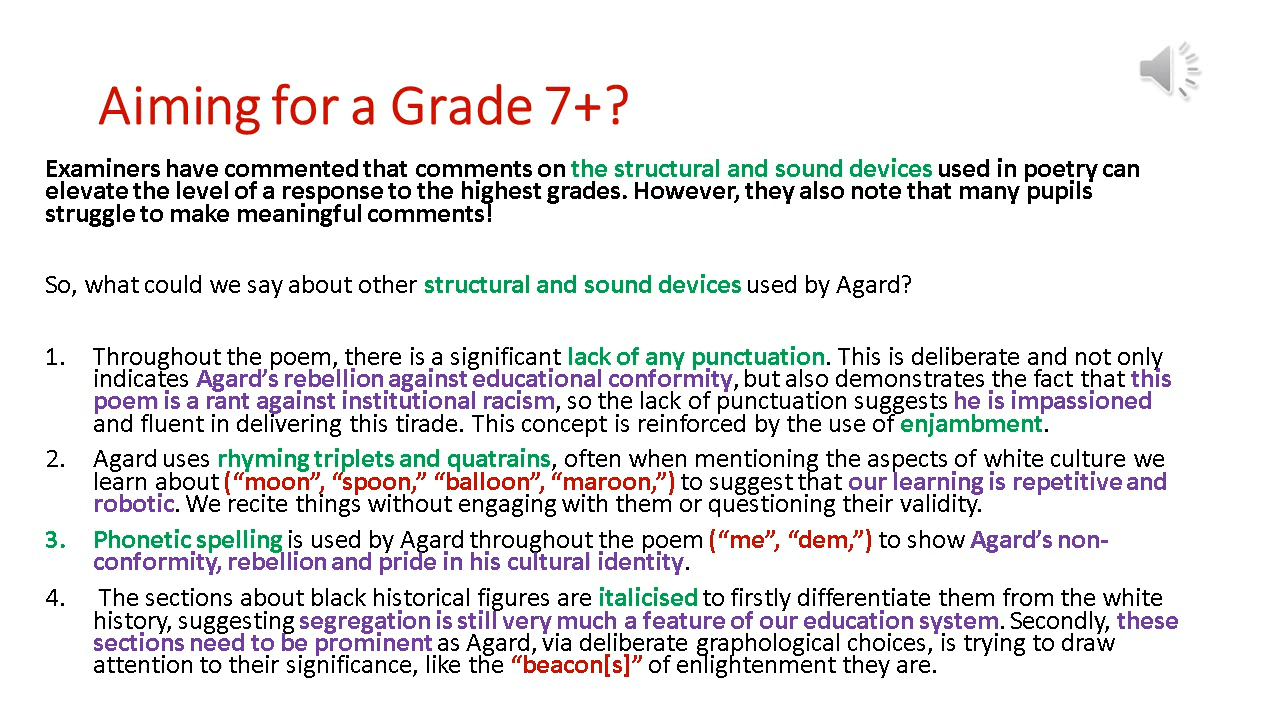 Aiming for a Grade 7+?
Examiners have commented that comments on the structural and sound devices used in poetry can
elevate the level of a response to the highest grades. However, they also note that many pupils
struggle to make meaningful comments!
So, what could we say about other structural and sound devices used by Agard?
1. Throughout the poem, there is a significant lack of any punctuation. This is deliberate and not only
indicates Agard’s rebellion against educational conformity, but also demonstrates the fact that this
poem is a rant against institutional racism, so the lack of punctuation suggests he is impassioned
and fluent in delivering this tirade. This concept is reinforced by the use of enjambment.
2. Agard uses rhyming triplets and quatrains, often when mentioning the aspects of white culture we
learn about (“moon”, “spoon,” “balloon”, “maroon,”) to suggest that our learning is repetitive and
robotic. We recite things without engaging with them or questioning their validity.
3. Phonetic spelling is used by Agard throughout the poem (“me”, “dem,”) to show Agard’s non-
conformity, rebellion and pride in his cultural identity.
4. The sections about black historical figures are italicised to firstly differentiate them from the white
history, suggesting segregation is still very much a feature of our education system. Secondly, these
sections need to be prominent as Agard, via deliberate graphological choices, is trying to draw
attention to their significance, like the “beacon[s]” of enlightenment they are.